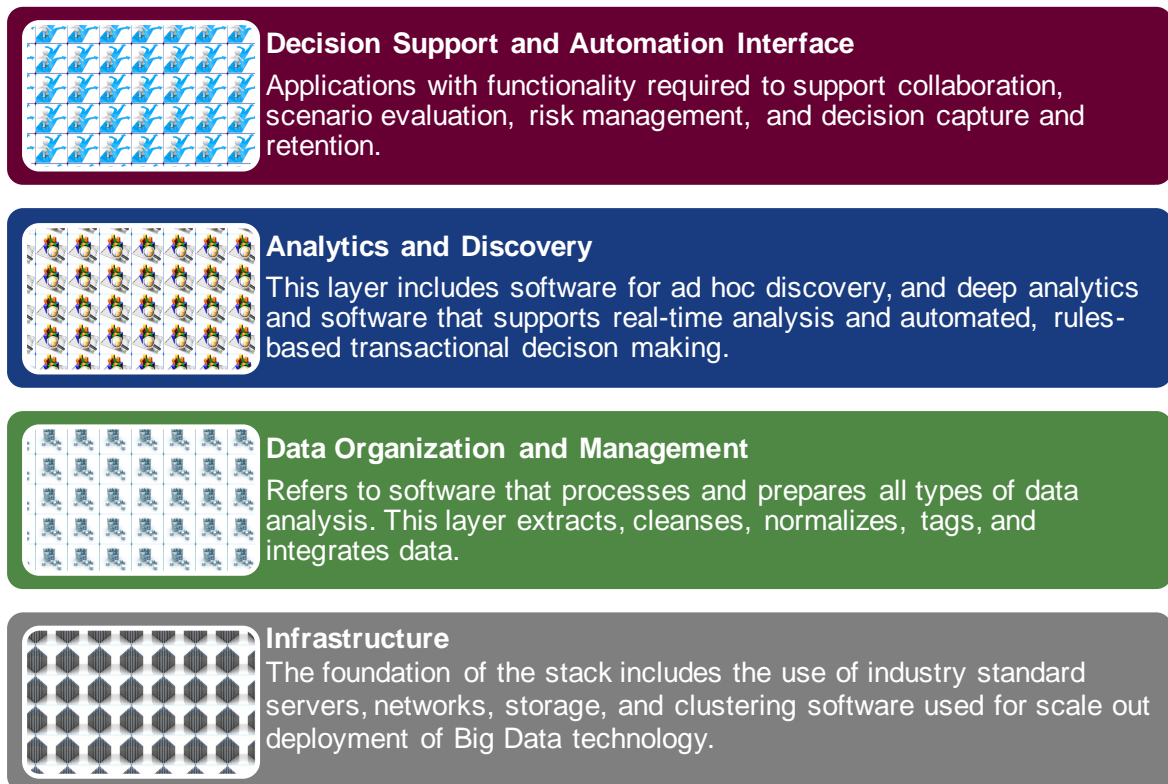 Decision Support and Automation Interface
Applications with functionality required to support collaboration,
scenario evaluation, risk management, and decision capture and
retention.
Analytics and Discovery
This layer includes software for ad hoc discovery, and deep analytics
and software that supports real-time analysis and automated, rules-
based transactional decison making.
Data Organization and Management
Refers to software that processes and prepares all types of data
analysis. This layer extracts, cleanses, normalizes, tags, and
integrates data.
Infrastructure
The foundation of the stack includes the use of industry standard
servers, networks, storage, and clustering software used for scale out
deployment of Big Data technology.